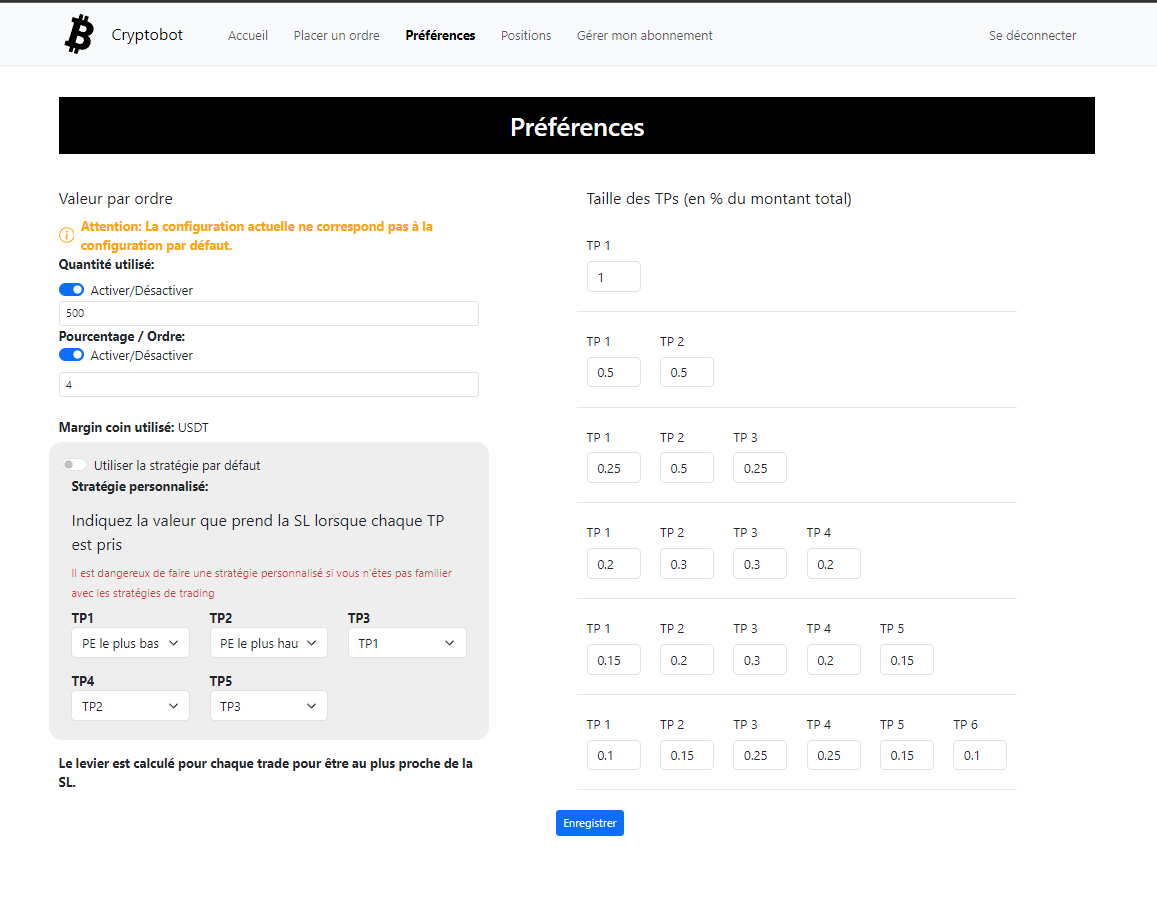 Cryptobot
Accueil
Placer un ordre
Préférences
Positions
Gérer mon abonnement
Se déconnecter
Préférences
Valeur par ordre
Attention: La configuration actuelle ne correspond pas à la
configuration par défaut.
Quantité utilisé:
Activer/Désactiver
500
Pourcentage / Ordre:
Activer/Désactiver
4
Margin coin utilisé: USDT
Utiliser la stratégie par défaut
Stratégie personnalisé:
Indiquez la valeur que prend la SL lorsque chaque TP
est pris
Il est dangereux de faire une stratégie personnalisé si vous n'êtes pas familier
avec les stratégies de trading
TP1 TP2 TP3
PE le plus bas PE le plus hau TP1
TP4 TP5
TP2 TP3
Le levier est calculé pour chaque trade pour être au plus proche de la
SL.
Taille des TPs (en % du montant total)
TP 1
1
TP 1 TP 2
0.5 0.5
TP 1 TP 2 TP 3
0.25 0.5 0.25
TP 1 TP 2 TP 3 TP 4
0.2 0.3 0.3 0.2
TP 1 TP 2 TP 3 TP 4 TP 5
0.15 0.2 0.3 0.2 0.15
TP 1 TP 2 TP 3 TP 4 TP 5 TP 6
0.1 0.15 0.25 0.25 0.15 0.1
Enregistrer